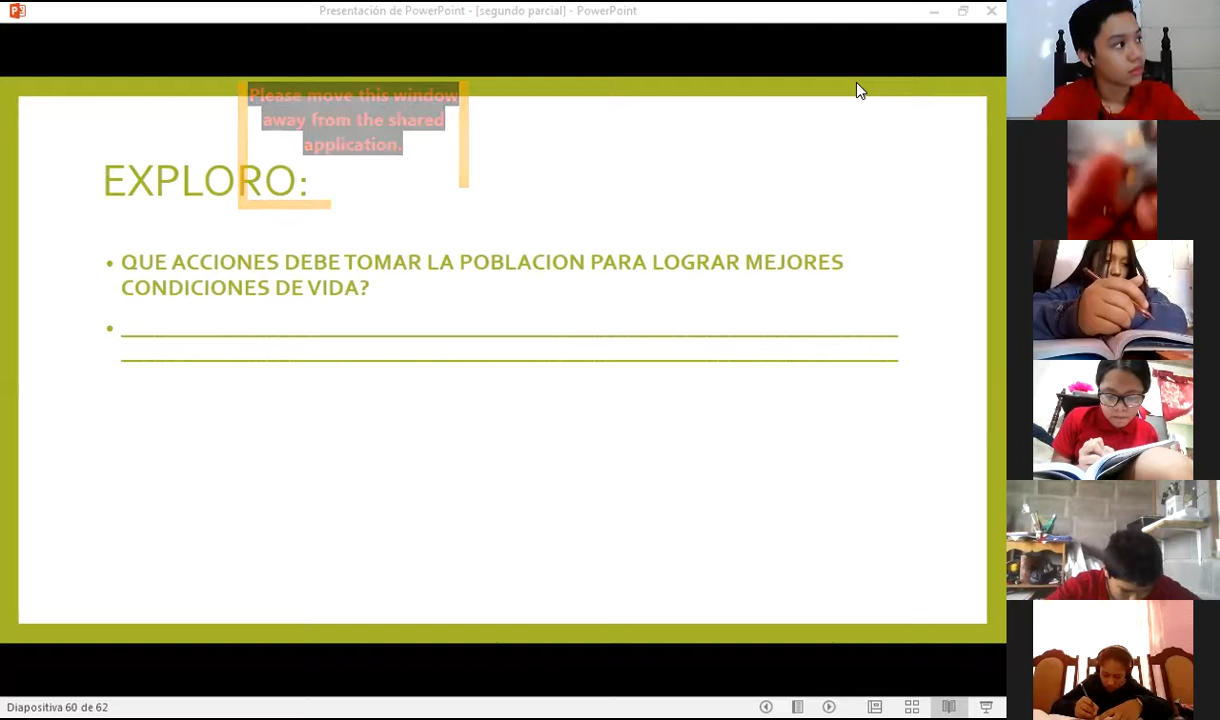 Presentación de PowerPoint - [segundo parcial] - PowerPoint
Please move this window
away from the shared
application.
EXPLORO:
• QUE ACCIONES DEBE TOMAR LA POBLACION PARA LOGRAR MEJORES
CONDICIONES DE VIDA?
Diapositiva 60 de 62